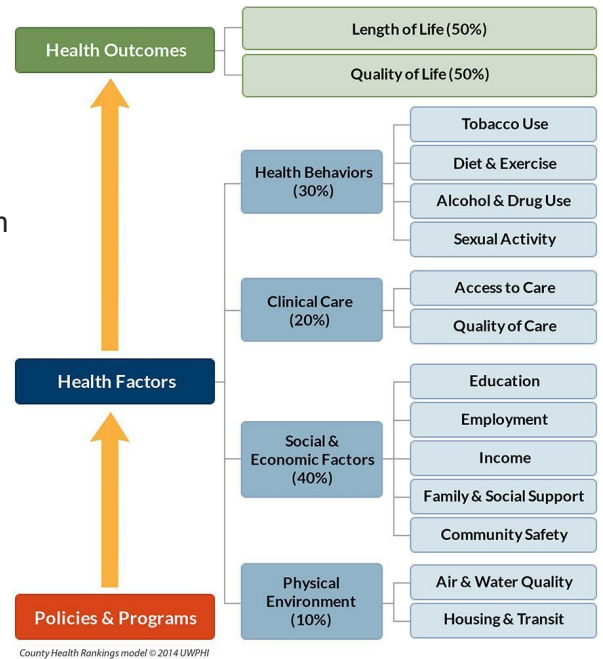 Health Outcomes
Length of Life (50%)
Quality of Life (50%)
n
Health Factors
Health Behaviors
(30%)
Tobacco Use
Diet & Exercise
Alcohol & Drug Use
Sexual Activity
Clinical Care
(20%)
Access to Care
Quality of Care
Social &
Economic Factors
(40%)
Education
Employment
Income
Family & Social Support
Community Safety
Physical
Environment
(10%)
Air & Water Quality
Housing & Transit
Policies & Programs
County Health Rankings model © 2014 UWPHI